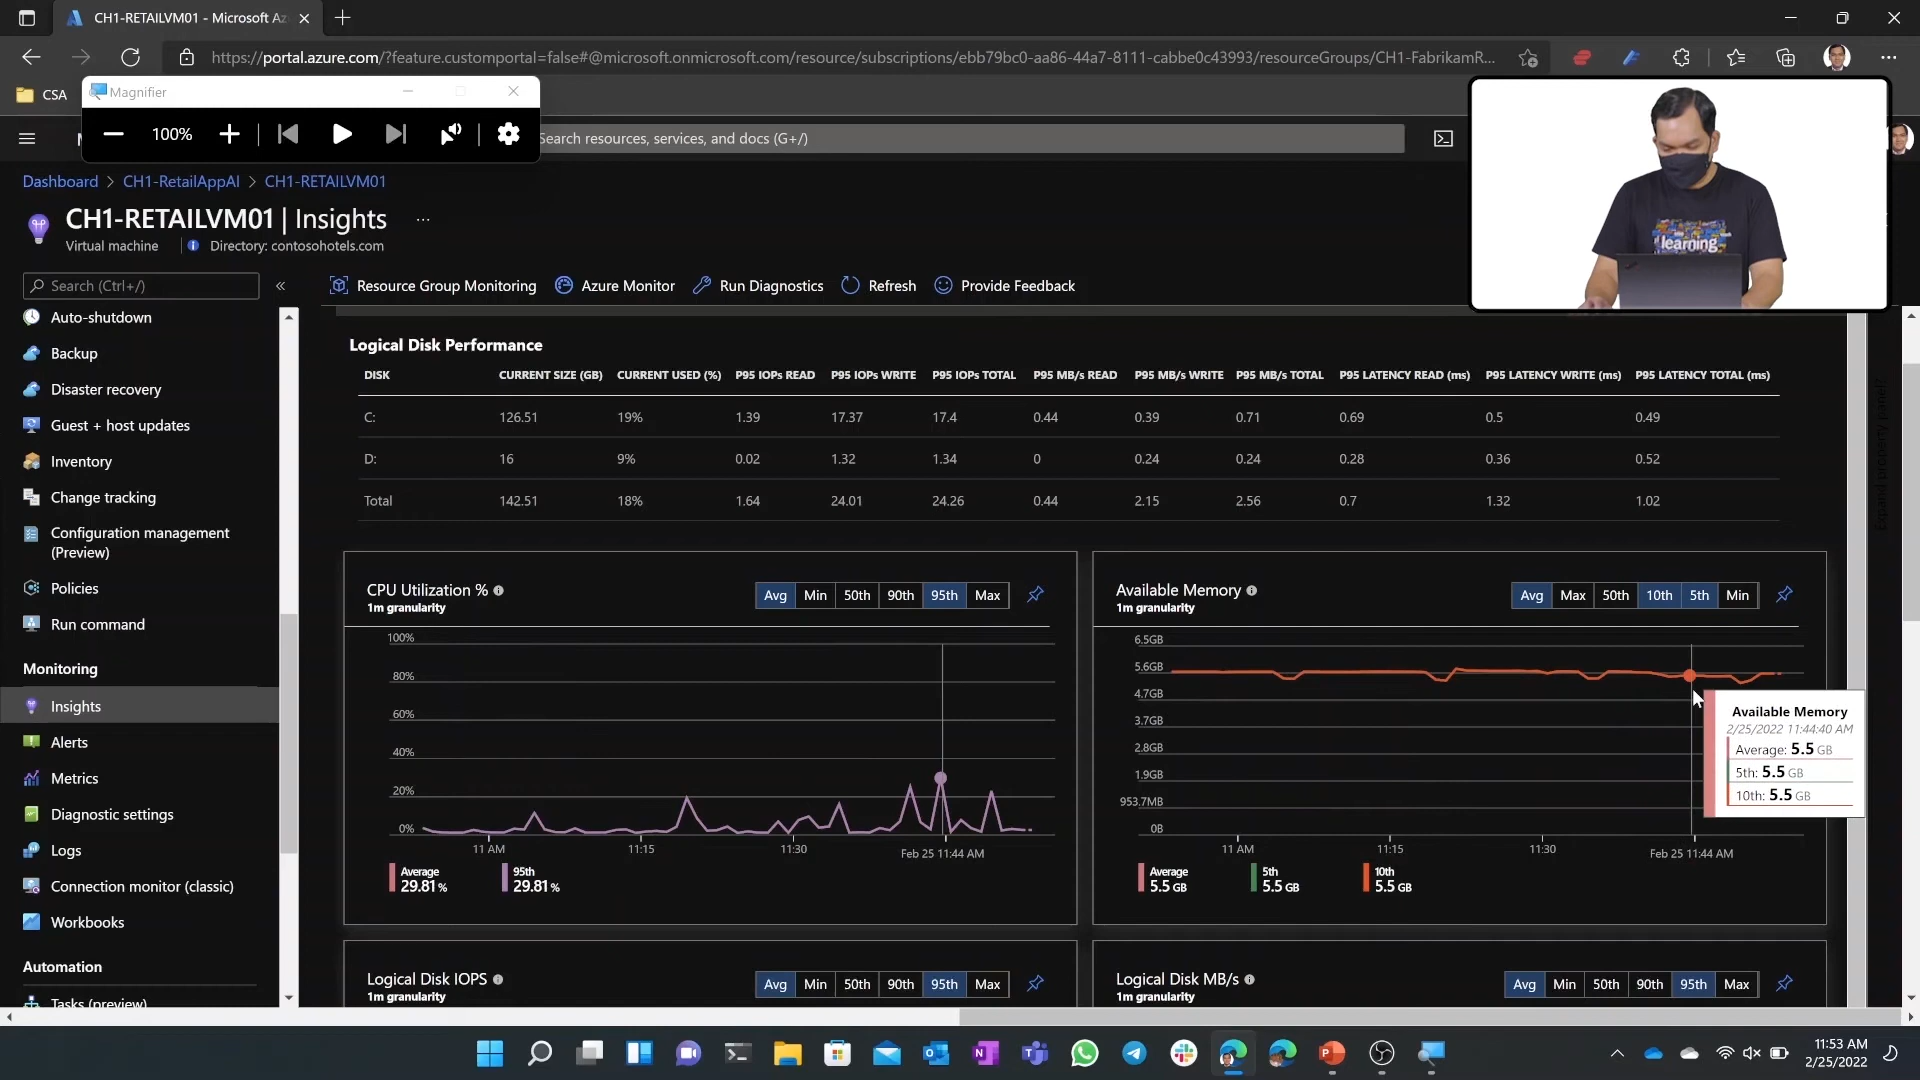 CH1-RETAILVM01 - Microsoft Az
https://portal.azure.com/?feature.customportal=false#@microsoft.onmicrosoft.com/resource/subscriptions/ebb79bc0-aa86-44a7-8111-cabbe0c43993/resourceGroups/CH1-FabrikamR...
CSA
Magnifier
100%
Search resources, services, and docs (G+/)
Dashboard > CH1-RetailAppAI > CH1-RETAILVM01
CH1-RETAILVM01 | Insights ...
Virtual machine
Directory: contosohotels.com
learning
Search (Ctrl+/)
«
Auto-shutdown
Backup
Disaster recovery
Guest + host updates
Inventory
Change tracking
Configuration management
(Preview)
Policies
Run command
Monitoring
Insights
Alerts
Metrics
Diagnostic settings
Logs
Connection monitor (classic)
Workbooks
Automation
Tasks (preview)
Resource Group Monitoring
Azure Monitor
Run Diagnostics
Refresh
Provide Feedback
Expand property panel
Logical Disk Performance
DISK CURRENT SIZE (GB) CURRENT USED (%) P95 IOPs READ P95 IOPs WRITE P95 IOPs TOTAL P95 MB/s READ P95 MB/s WRITE P95 MB/s TOTAL P95 LATENCY READ (ms) P95 LATENCY WRITE (ms) P95 LATENCY TOTAL (ms)
C: 126.51 19% 1.39 17.37 17.4 0.44 0.39 0.71 0.69 0.5 0.49
D: 16 9% 0.02 1.32 1.34 0 0.24 0.24 0.28 0.36 0.52
Total 142.51 18% 1.64 24.01 24.26 0.44 2.15 2.56 0.7 1.32 1.02
CPU Utilization %
1m granularity
Avg Min 50th 90th 95th Max
100%
80%
60%
40%
20%
0%
11 AM 11:15 11:30 Feb 25 11:44 AM
Average
29.81 %
95th
29.81 %
Available Memory
1m granularity
Avg Max 50th 10th 5th Min
6.5GB
5.6GB
4.7GB
3.7GB
2.8GB
1.9GB
953.7MB
0B
11 AM 11:15 11:30 Feb 25 11:44 AM
Average
5.5 GB
5th
5.5 GB
10th
5.5 GB
Available Memory
2/25/2022 11:44:40 AM
Average: 5.5 GB
5th: 5.5 GB
10th: 5.5 GB
Logical Disk IOPS
1m granularity
Avg Min 50th 90th 95th Max
Logical Disk MB/s
1m granularity
Avg Min 50th 90th 95th Max
11:53 AM
2/25/2022